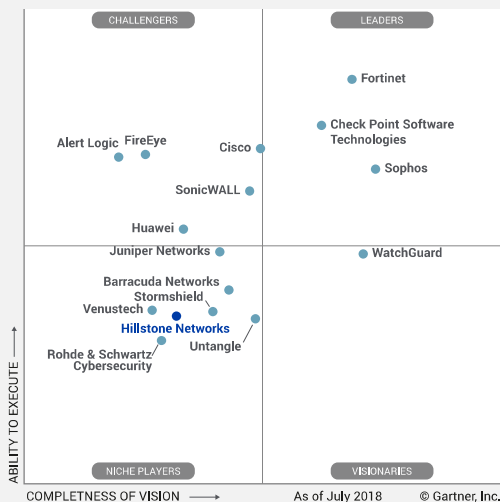 CHALLENGERS
LEADERS
Fortinet
Check Point Software
Technologies
Alert Logic
FireEye
Cisco
Sophos
SonicWALL
Huawei
Juniper Networks
WatchGuard
Barracuda Networks
Stormshield
Venustech
Hillstone Networks
Untangle
Rohde & Schwartz
Cybersecurity
ABILITY TO EXECUTE
NICHE PLAYERS
VISIONARIES
COMPLETNESS OF VISION
As of July 2018
© Gartner, Inc.